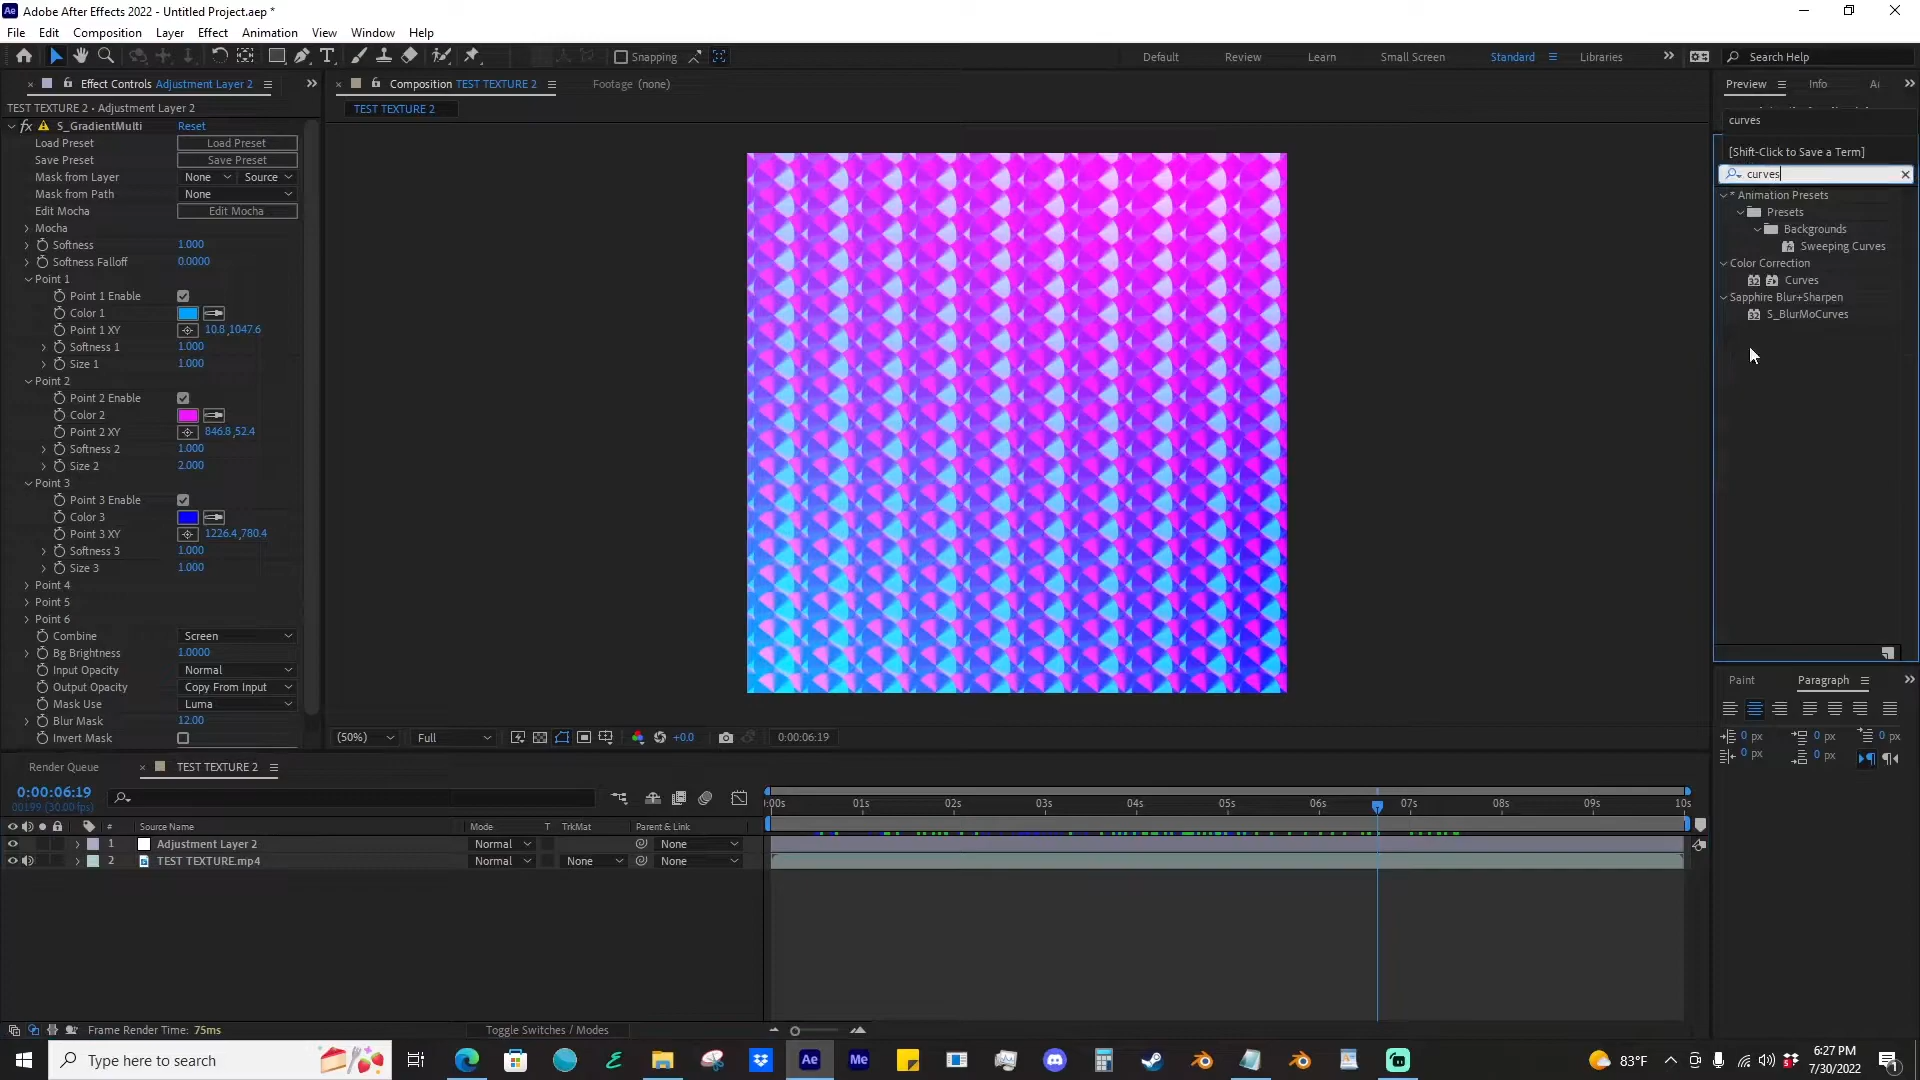 Adobe After Effects 2022 - Untitled Project.aep *
File Edit Composition Layer Effect Animation View Window Help
Snapping Default Review Learn Small Screen Standard Libraries Search Help
Effect Controls Adjustment Layer 2
TEST TEXTURE 2 • Adjustment Layer 2
fx S_GradientMulti Reset
Load Preset Load Preset
Save Preset Save Preset
Mask from Layer None Source
Mask from Path None
Edit Mocha Edit Mocha
Mocha
Softness 1.000
Softness Falloff 0.0000
Point 1
Point 1 Enable
Color 1
Point 1 XY 10.8,1047.6
Softness 1 1.000
Size 1 1.000
Point 2
Point 2 Enable
Color 2
Point 2 XY 846.8,52.4
Softness 2 1.000
Size 2 2.000
Point 3
Point 3 Enable
Color 3
Point 3 XY 1226.4,780.4
Softness 3 1.000
Size 3 1.000
Point 4
Point 5
Point 6
Combine Screen
Bg Brightness 1.0000
Input Opacity Normal
Output Opacity Copy From Input
Mask Use Luma
Blur Mask 12.00
Invert Mask
Composition TEST TEXTURE 2 Footage (none)
TEST TEXTURE 2
(50%) Full +0.0 0:00:06:19
Preview Info
curves
[Shift-Click to Save a Term]
curves
* Animation Presets
Presets
Backgrounds
Sweeping Curves
Color Correction
32 Curves
Sapphire Blur+Sharpen
32 S_BlurMoCurves
Paint Paragraph
0 px 0 px 0 px
0 px 0 px
Render Queue TEST TEXTURE 2
0:00:06:19
00199 (30.00 fps)
# Source Name Mode T TrkMat Parent & Link
1 Adjustment Layer 2 Normal None
2 TEST TEXTURE.mp4 Normal None None
:00s 01s 02s 03s 04s 05s 06s 07s 08s 09s 10s
Frame Render Time: 75ms Toggle Switches / Modes
Type here to search
Ae Me
83°F
6:27 PM
7/30/2022
1